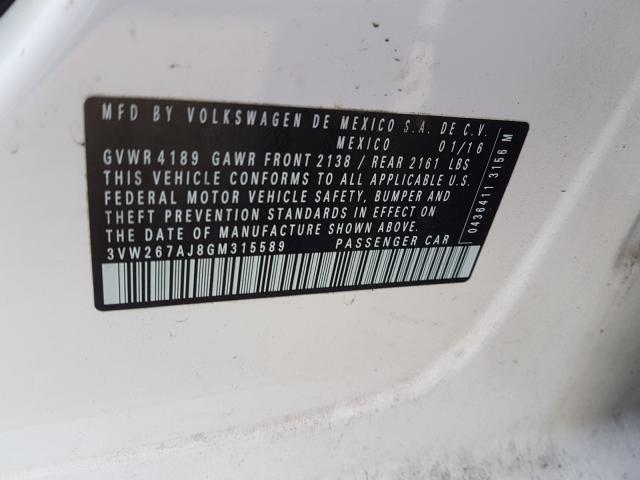 MFD BY VOLKSWAGEN DE MEXICO S.A. DE C.V.
MEXICO 01/16
GVWR 4189 GAWR FRONT 2138 / REAR 2161 LBS
THIS VEHICLE CONFORMS TO ALL APPLICABLE U.S.
FEDERAL MOTOR VEHICLE SAFETY, BUMPER AND
THEFT PREVENTION STANDARDS IN EFFECT ON
THE DATE OF MANUFACTURE SHOWN ABOVE.
3VW267AJ8GM315589 PASSENGER CAR
0436411 3156 M